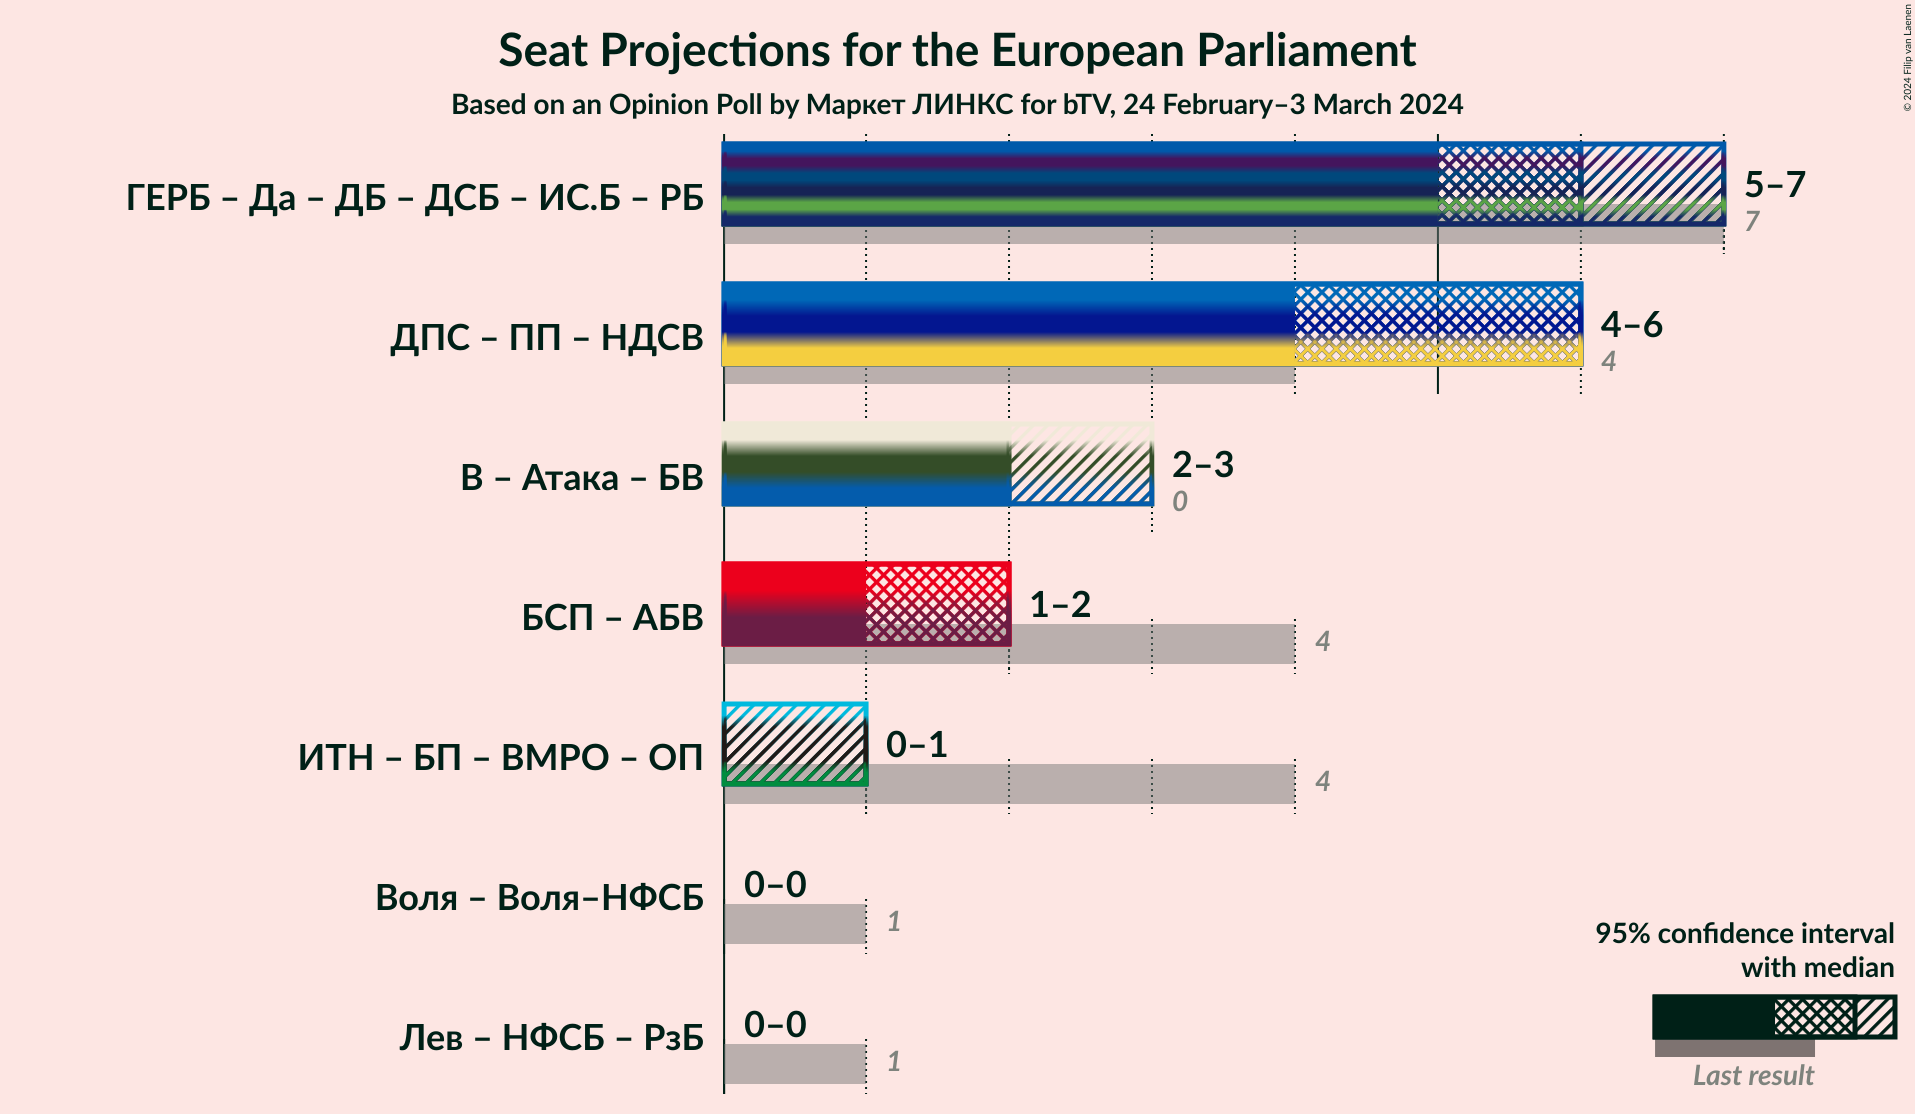 Seat Projections for the European Parliament
Based on an Opinion Poll by Маркет ЛИНКС for bTV, 24 February–3 March 2024
© 2024 Filip van Laenen
ГЕРБ – Да – ДБ – ДСБ – ИС.Б – РБ
5–7
7
ДПС – ПП – НДСВ
4–6
4
В – Атака – БВ
2–3
0
БСП – АБВ
1–2
4
ИТН – БП – ВМРО – ОП
0–1
4
Воля – Воля–НФСБ
0–0
1
Лев – НФСБ – РзБ
0–0
1
95% confidence interval
with median
Last result